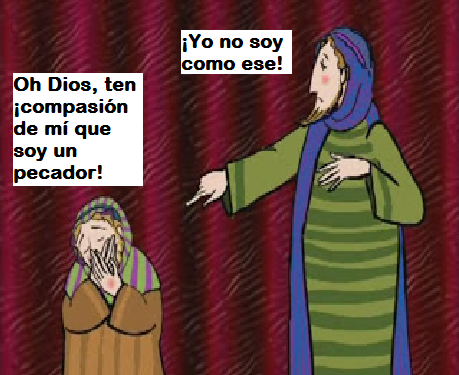 ¡Yo no soy
como ese!
Oh Dios, ten
¡compasión
de mí que
soy un
pecador!